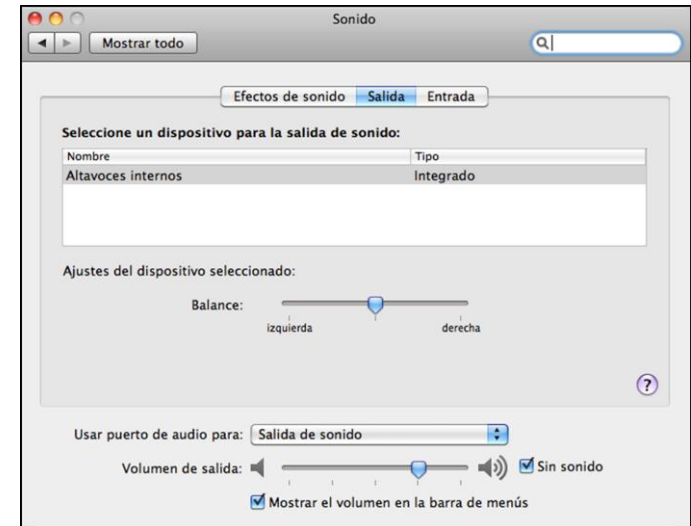 Sonido
Mostrar todo
Efectos de sonido Salida Entrada
Seleccione un dispositivo para la salida de sonido:
Nombre Tipo
Altavoces internos Integrado
Ajustes del dispositivo seleccionado:
Balance:
izquierda derecha
?
Usar puerto de audio para: Salida de sonido
Volumen de salida: Sin sonido
Mostrar el volumen en la barra de menús